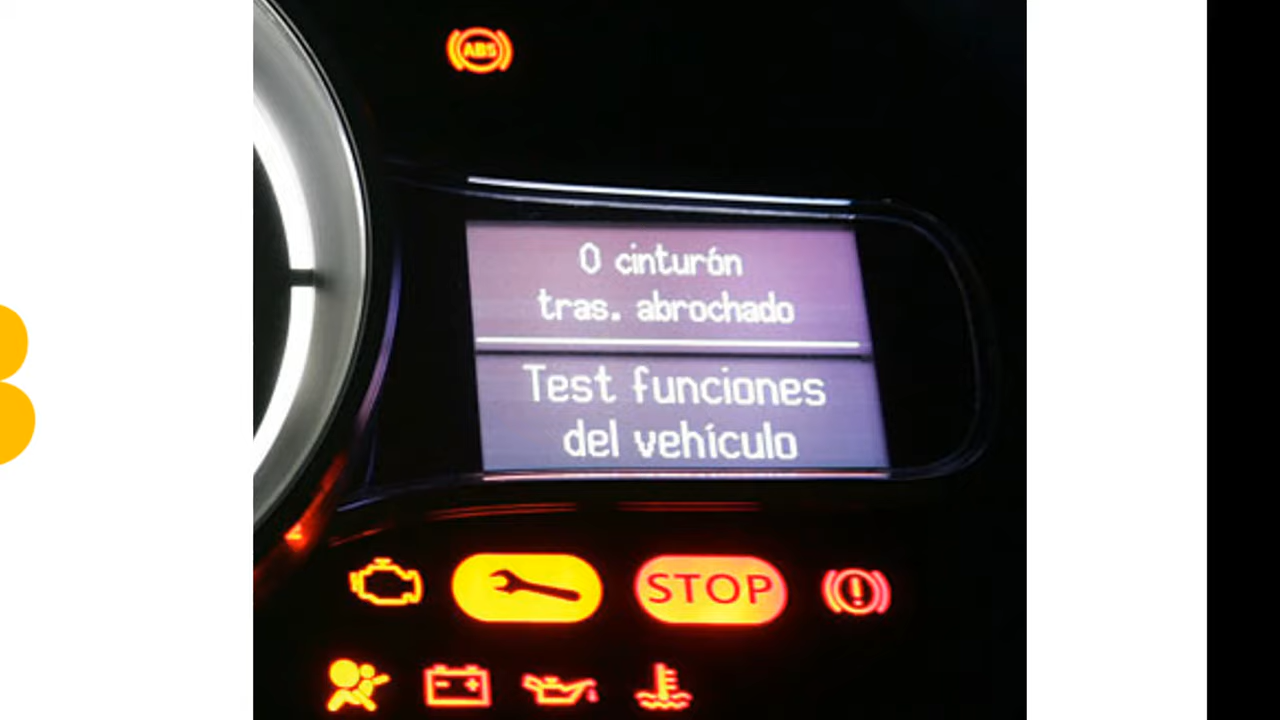 ABS
0 cinturón
tras. abrochado
Test funciones
del vehículo
STOP